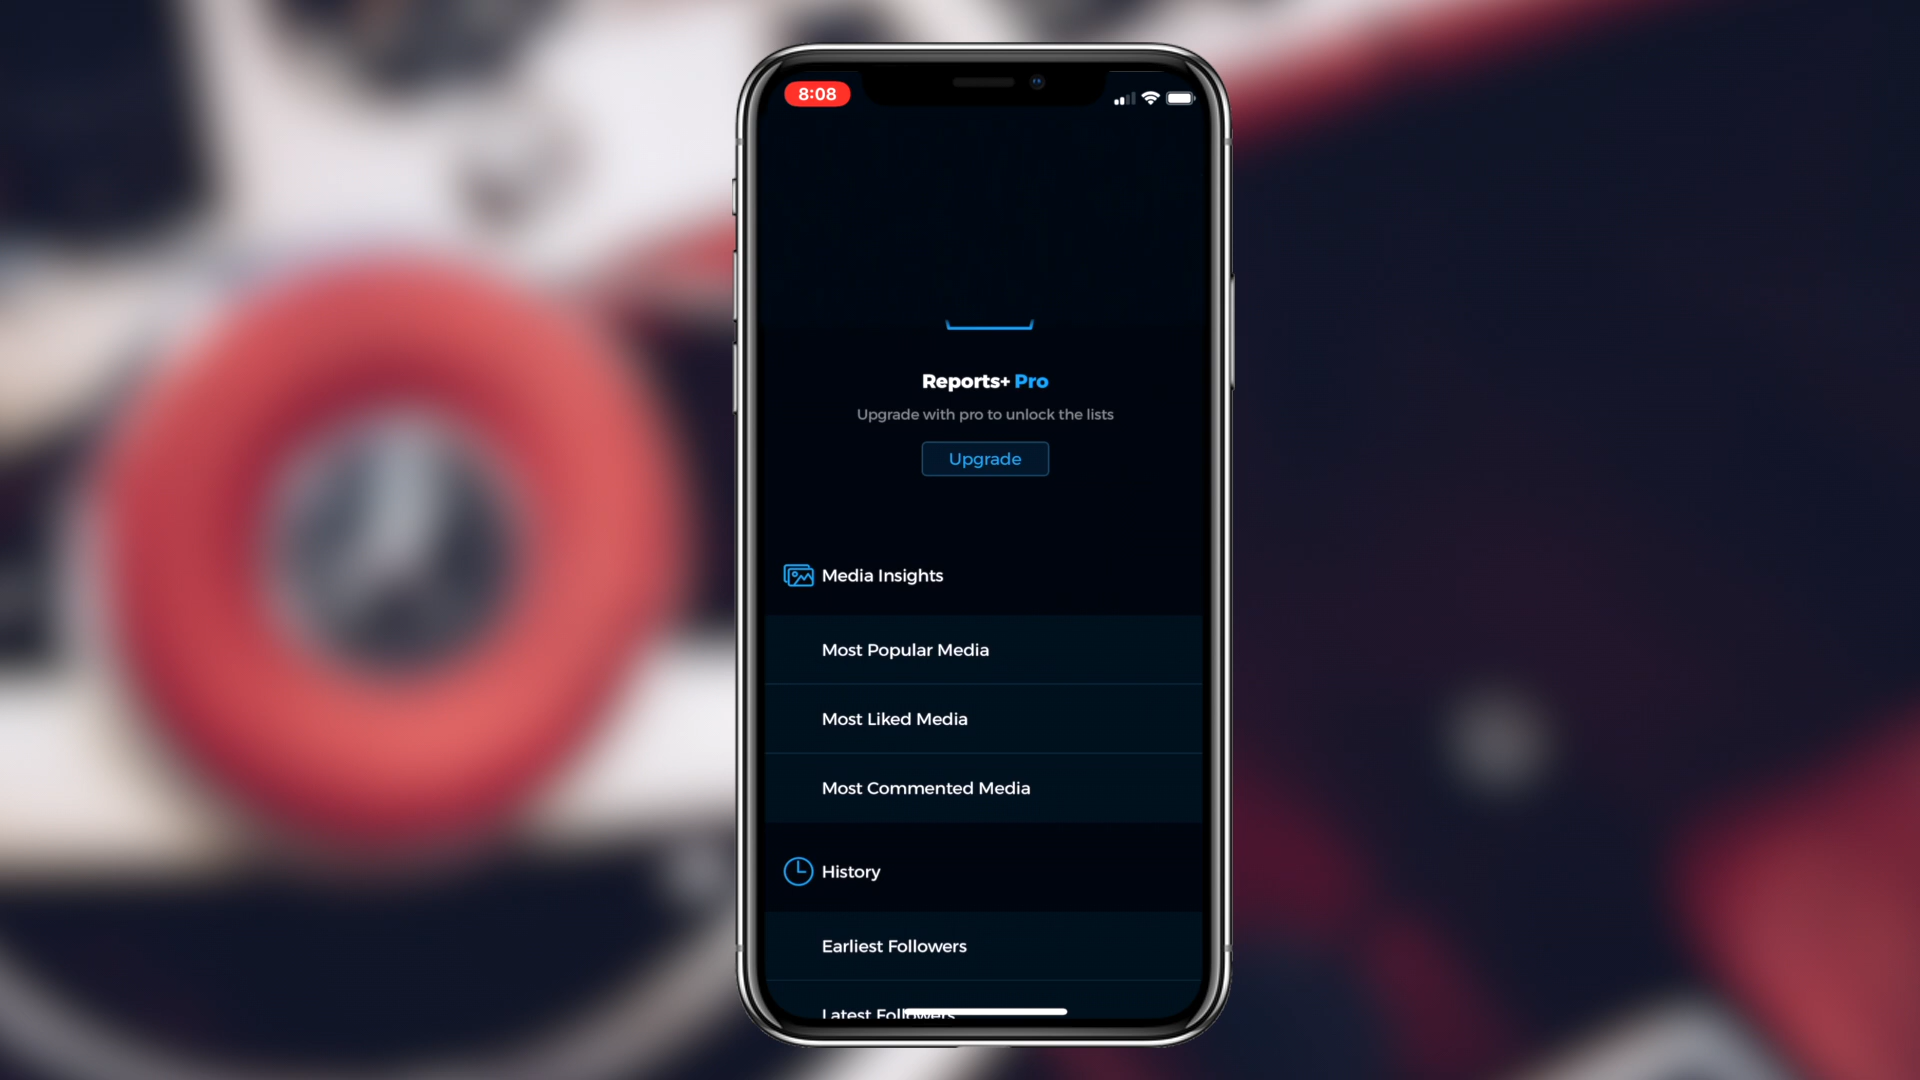 8:08
Reports+ Pro
Upgrade with pro to unlock the lists
Upgrade
Media Insights
Most Popular Media
Most Liked Media
Most Commented Media
History
Earliest Followers
Latest Followers